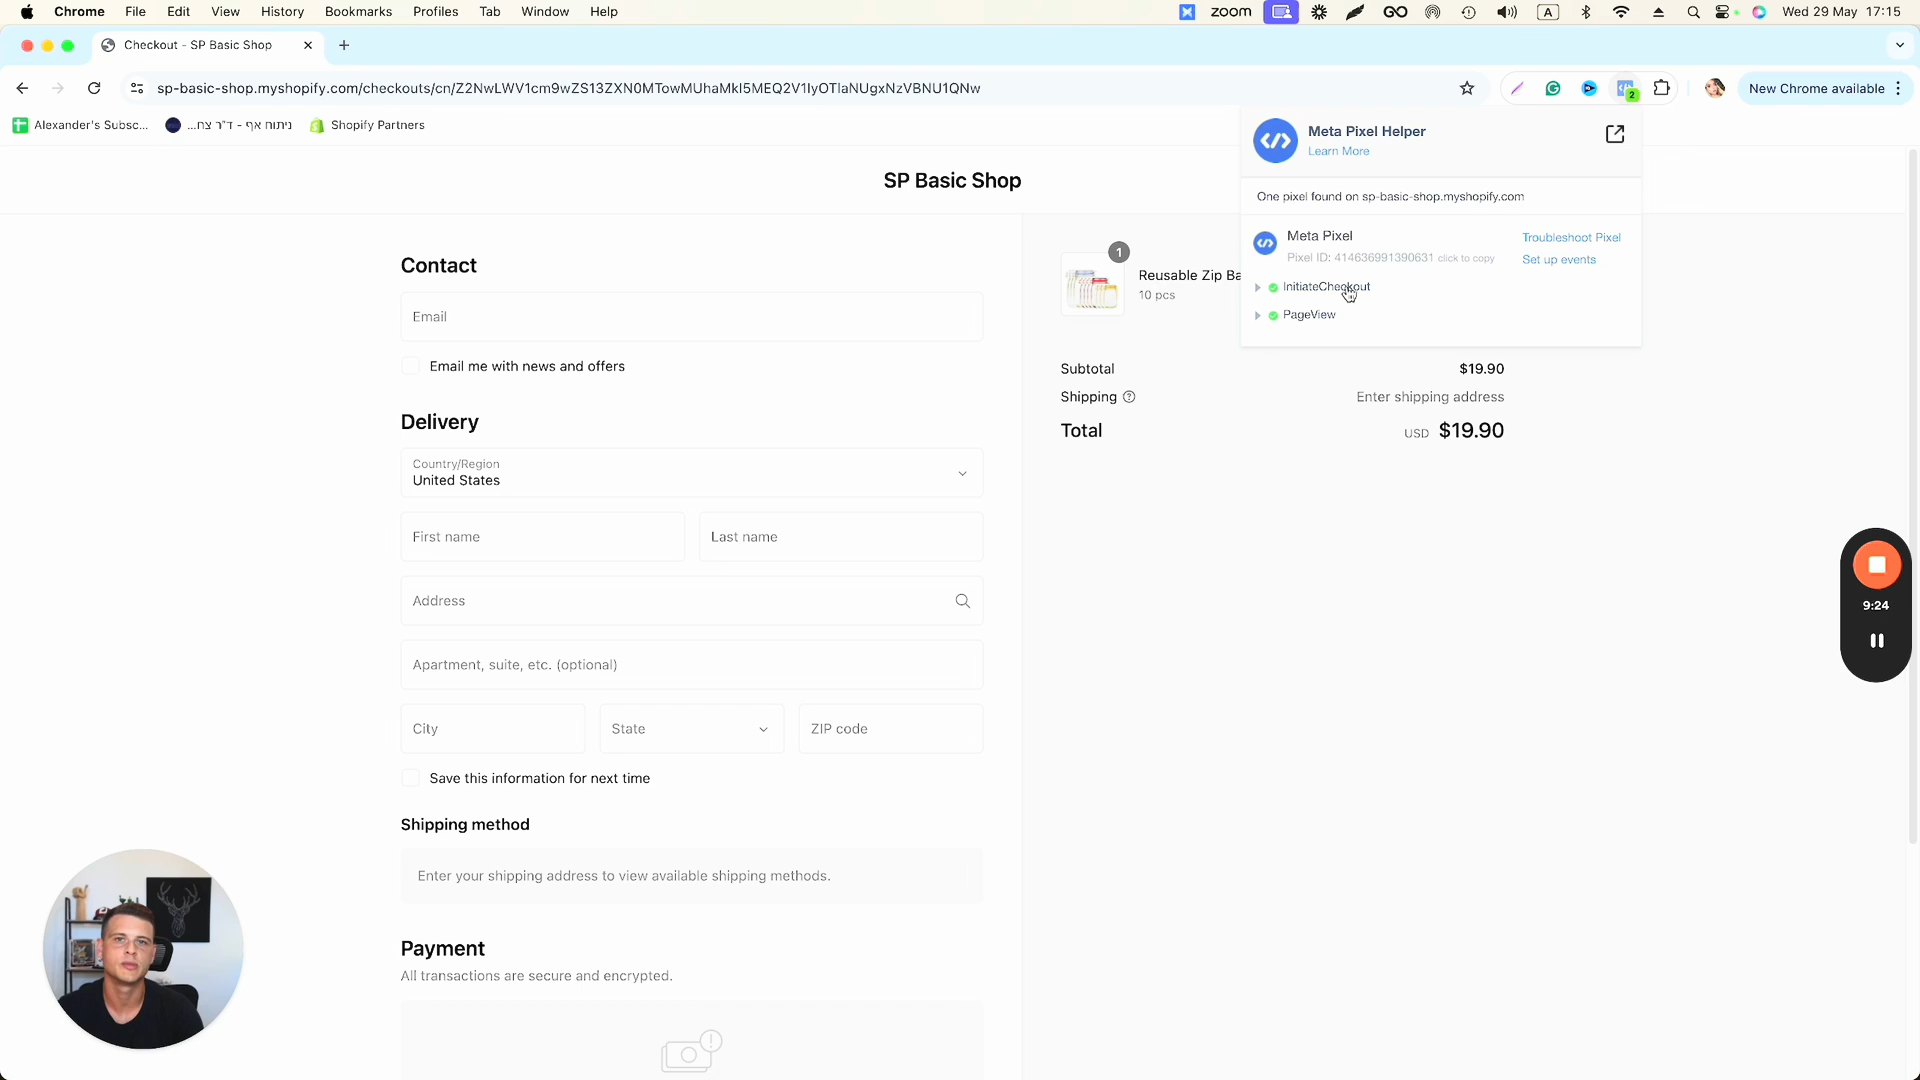 Chrome File Edit View History Bookmarks Profiles Tab Window Help
zoom A Wed 29 May 17:15
Checkout - SP Basic Shop
sp-basic-shop.myshopify.com/checkouts/cn/Z2NwLWV1cm9wZS13ZXN0MTowMUhaMkI5MEQ2V1IyOTlaNUgxNzVBNU1QNw
2
New Chrome available
Alexander's Subsc...
ניתוח אף - ד״ר צח...
Shopify Partners
Meta Pixel Helper
Learn More
One pixel found on sp-basic-shop.myshopify.com
Meta Pixel
Troubleshoot Pixel
Pixel ID: 414636991390631 click to copy
Set up events
InitiateCheckout
PageView
SP Basic Shop
Contact
Email
Email me with news and offers
Delivery
Country/Region
United States
First name
Last name
Address
Apartment, suite, etc. (optional)
City
State
ZIP code
Save this information for next time
Shipping method
Enter your shipping address to view available shipping methods.
Payment
All transactions are secure and encrypted.
1
Reusable Zip Ba
10 pcs
Subtotal $19.90
Shipping Enter shipping address
Total USD $19.90
9:24